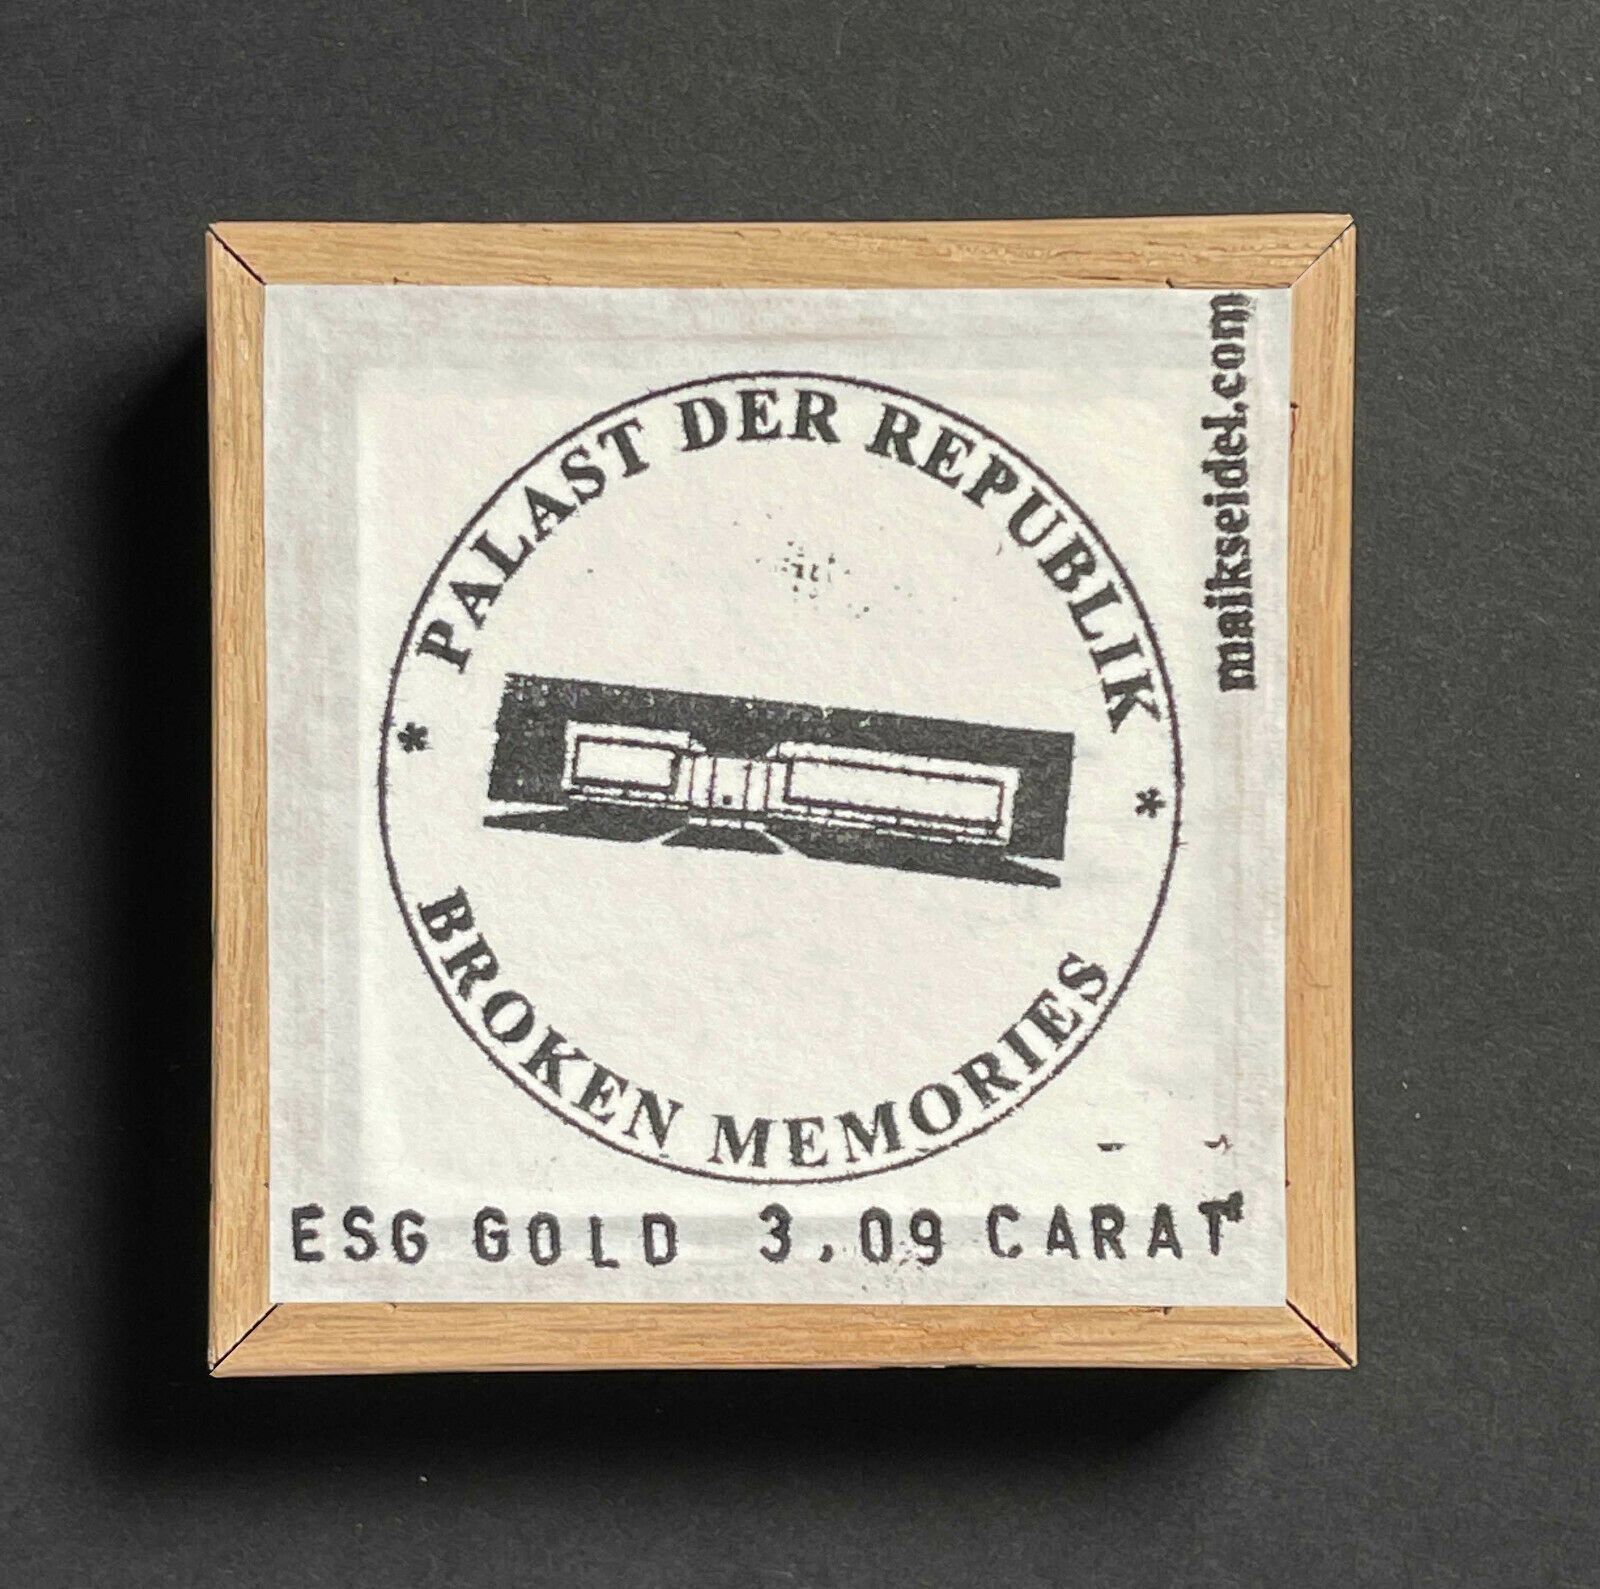 * PALAST DER REPUBLIK *
BROKEN MEMORIES
maikseidel.com
ESG GOLD 3,09 CARAT